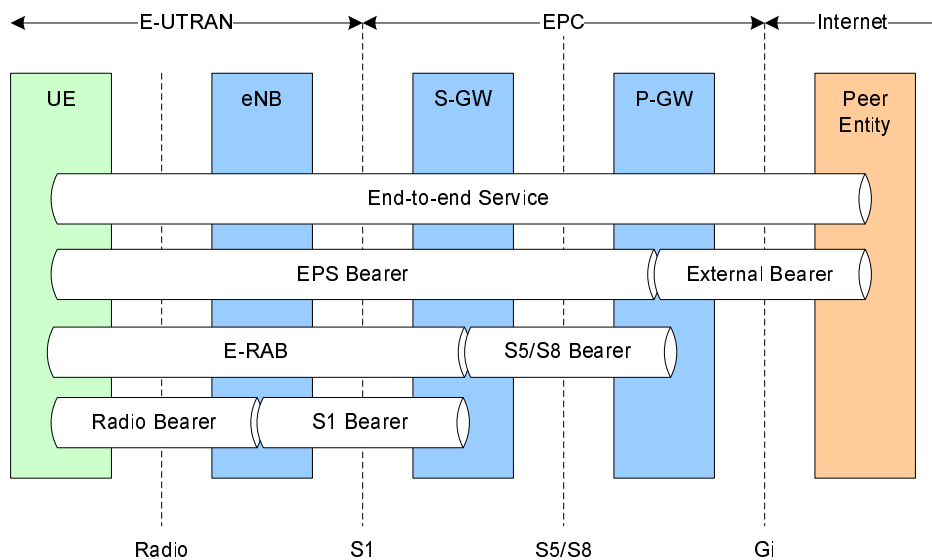 E-UTRAN
EPC
Internet
UE
eNB
S-GW
P-GW
Peer
Entity
End-to-end Service
EPS Bearer
External Bearer
E-RAB
S5/S8 Bearer
Radio Bearer
S1 Bearer
Radio
S1
S5/S8
Gi